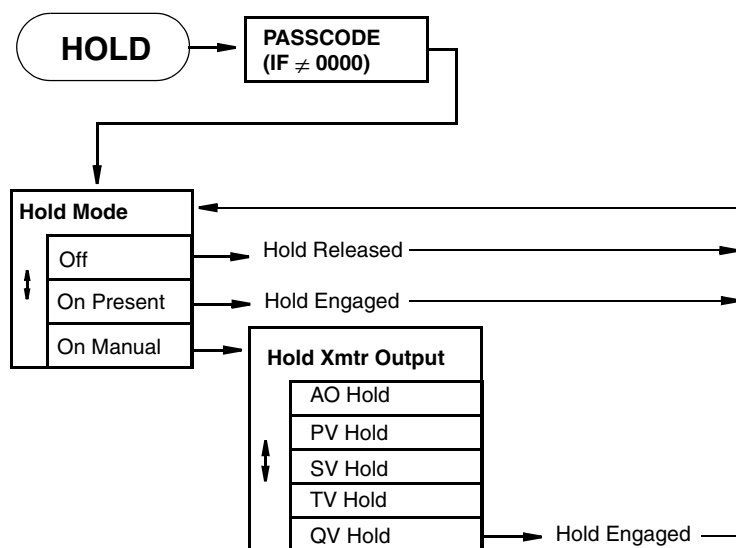 HOLD
PASSCODE
(IF ≠ 0000)
Hold Mode
Off
Hold Released
On Present
Hold Engaged
On Manual
Hold Xmtr Output
AO Hold
PV Hold
SV Hold
TV Hold
QV Hold
Hold Engaged